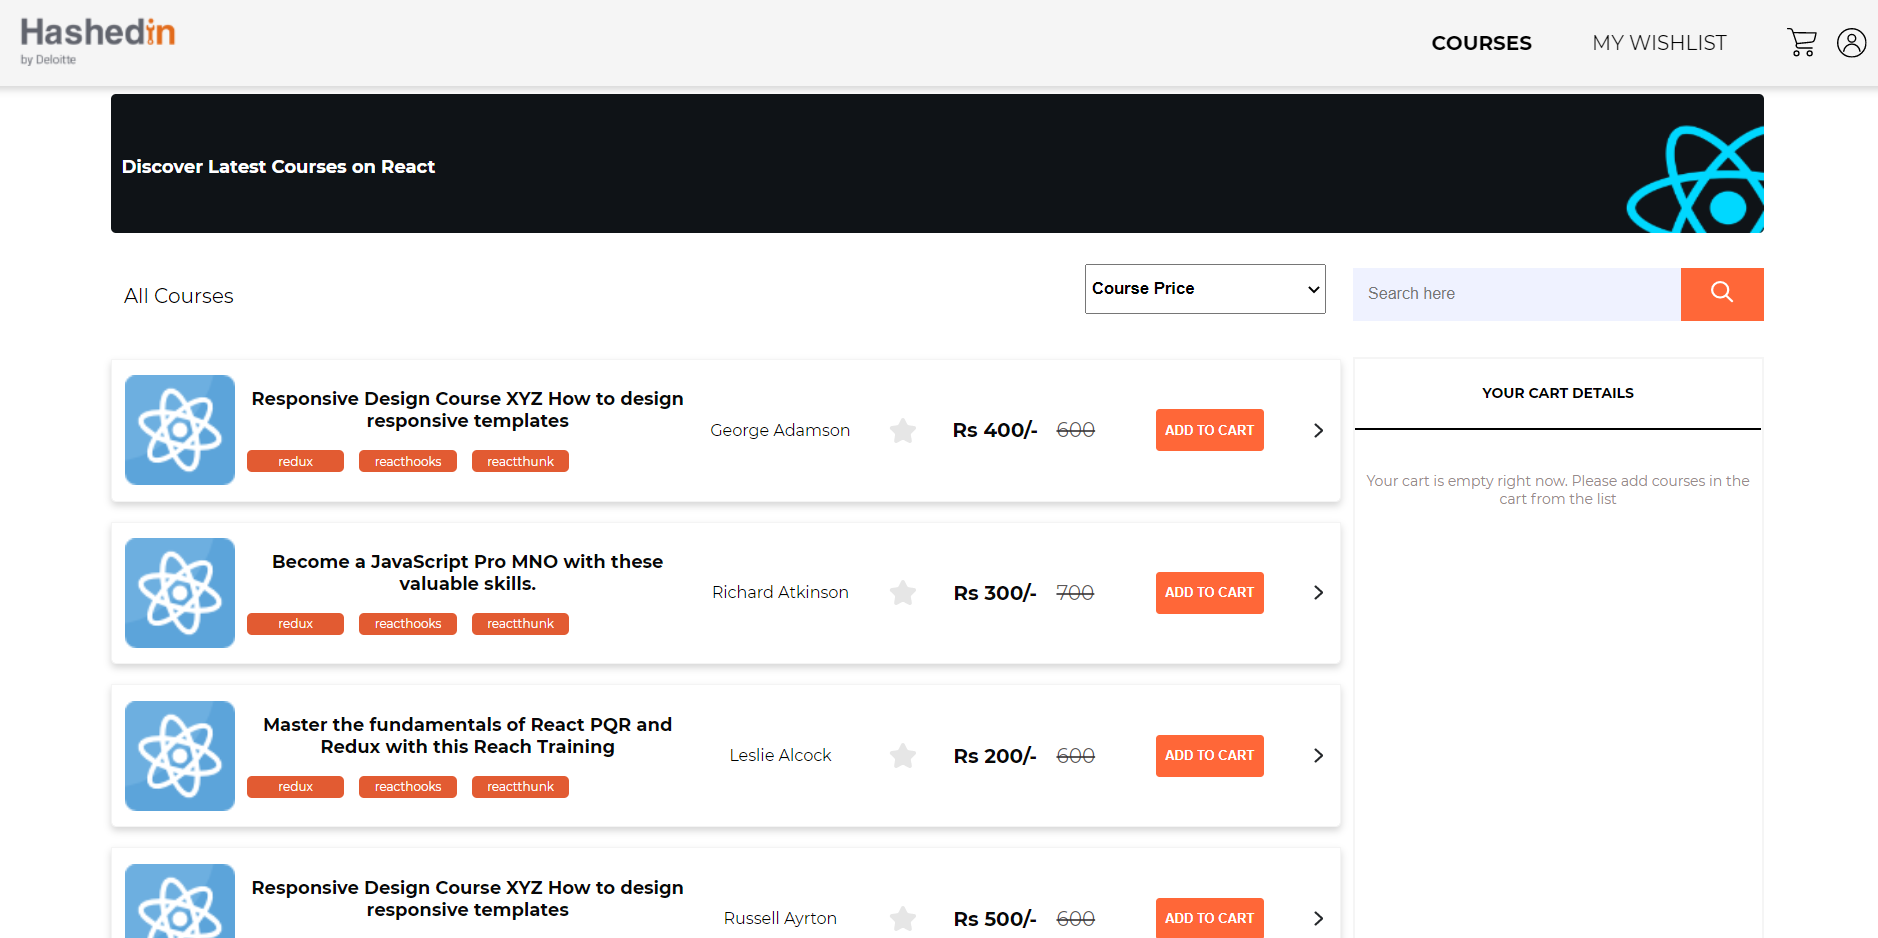 Hashedin
by Deloitte
COURSES
MY WISHLIST
Discover Latest Courses on React
All Courses
Course Price
Search here
Responsive Design Course XYZ How to design
responsive templates
redux
reacthooks
reactthunk
George Adamson
Rs 400/-
600
ADD TO CART
Become a JavaScript Pro MNO with these
valuable skills.
redux
reacthooks
reactthunk
Richard Atkinson
Rs 300/-
700
ADD TO CART
Master the fundamentals of React PQR and
Redux with this Reach Training
redux
reacthooks
reactthunk
Leslie Alcock
Rs 200/-
600
ADD TO CART
Responsive Design Course XYZ How to design
responsive templates
Russell Ayrton
Rs 500/-
600
ADD TO CART
YOUR CART DETAILS
Your cart is empty right now. Please add courses in the
cart from the list